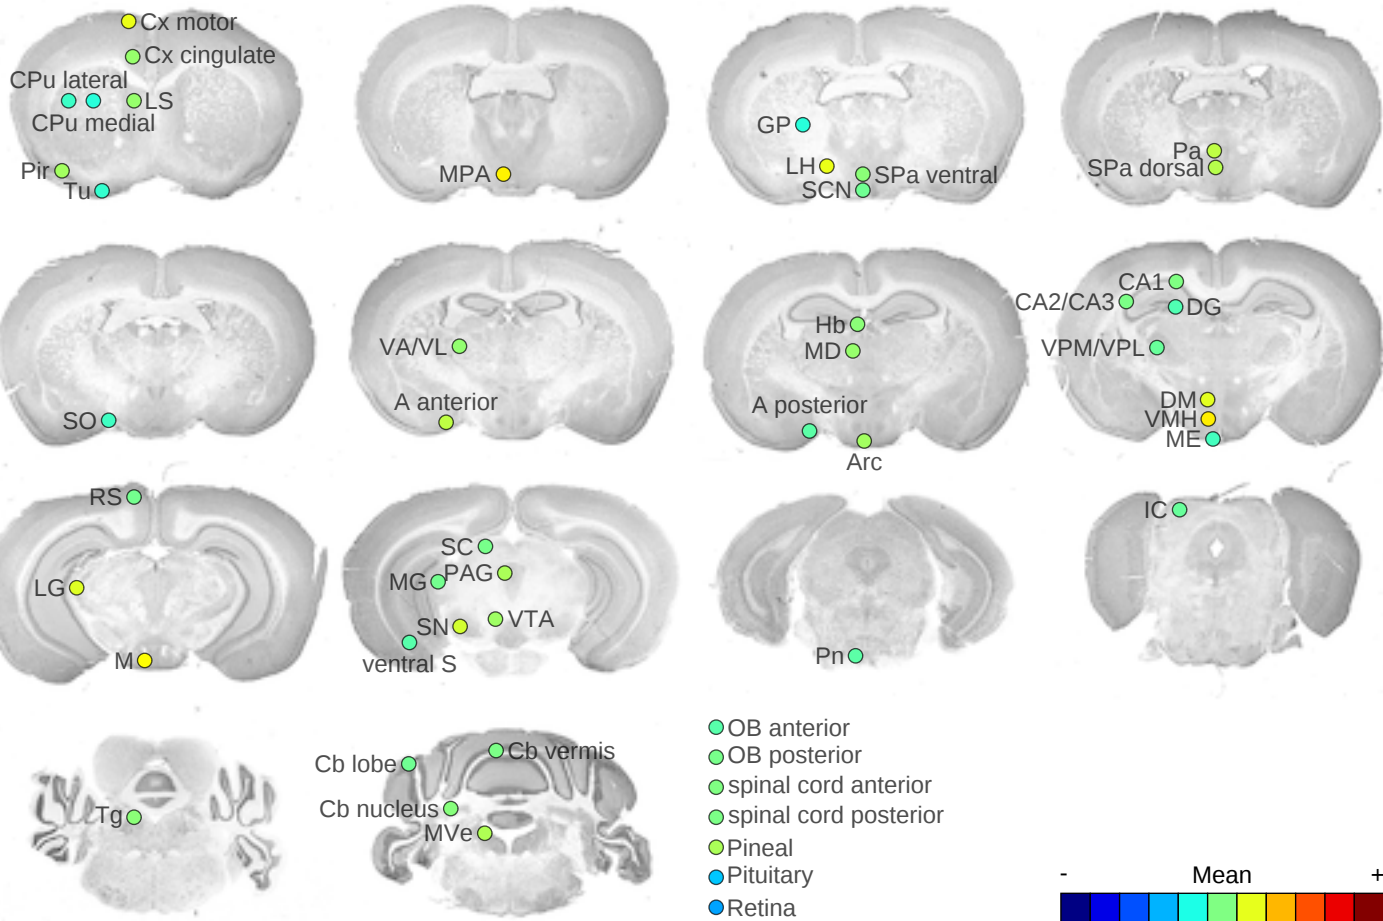 Cx motor
Cx cingulate
CPu lateral
LS
CPu medial
Pir
Tu
MPA
GP
LH
SPa ventral
SCN
Pa
SPa dorsal
SO
VA/VL
A anterior
Hb
MD
A posterior
Arc
CA1
CA2/CA3
DG
VPM/VPL
DM
VMH
ME
RS
LG
M
SC
PAG
MG
VTA
SN
ventral S
Pn
IC
Tg
Cb vermis
Cb lobe
Cb nucleus
MVe
OB anterior
OB posterior
spinal cord anterior
spinal cord posterior
Pineal
Pituitary
Retina
- Mean +